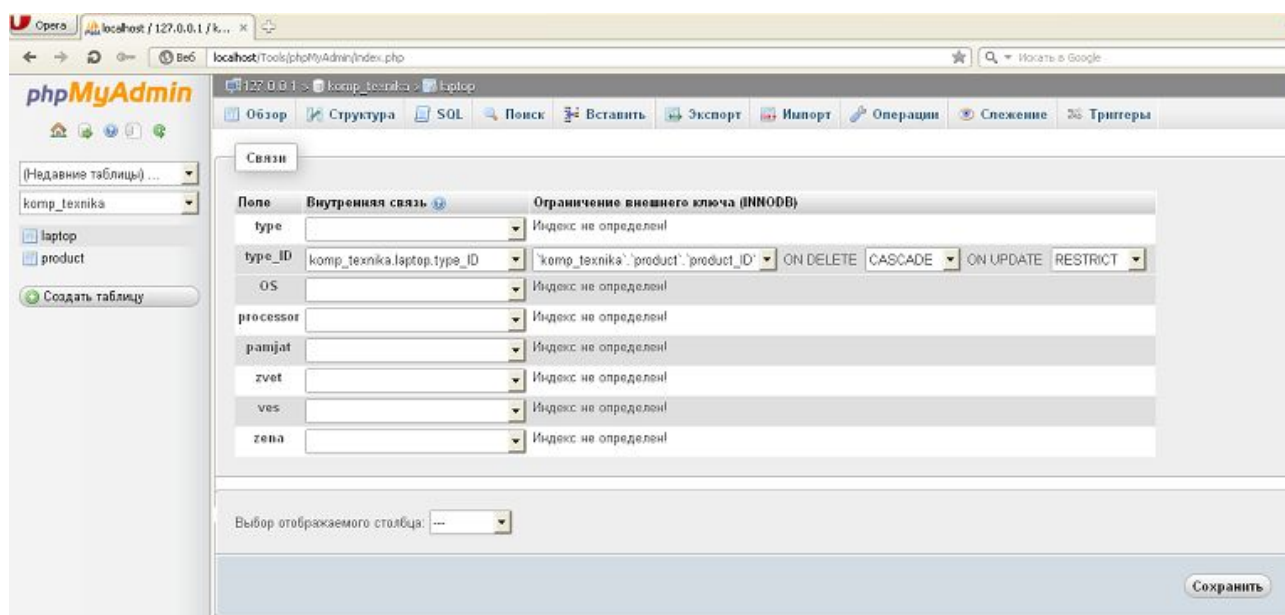 Opera localhost / 127.0.0.1 / k...
Веб localhost/Tools/phpMyAdmin/index.php Искать в Google
phpMyAdmin
127.0.0.1 > komp_texnika > laptop
Обзор Структура SQL Поиск Вставить Экспорт Импорт Операции Слежение Триггеры
(Недавние таблицы) ...
komp_texnika
laptop
product
Создать таблицу
Связи
Поле Внутренняя связь Ограничение внешнего ключа (INNODB)
type Индекс не определен!
type_ID komp_texnika.laptop.type_ID `komp_texnika`.`product`.`product_ID` ON DELETE CASCADE ON UPDATE RESTRICT
OS Индекс не определен!
processor Индекс не определен!
pamjat Индекс не определен!
zvet Индекс не определен!
ves Индекс не определен!
zena Индекс не определен!
Выбор отображаемого столбца: ---
Сохранить